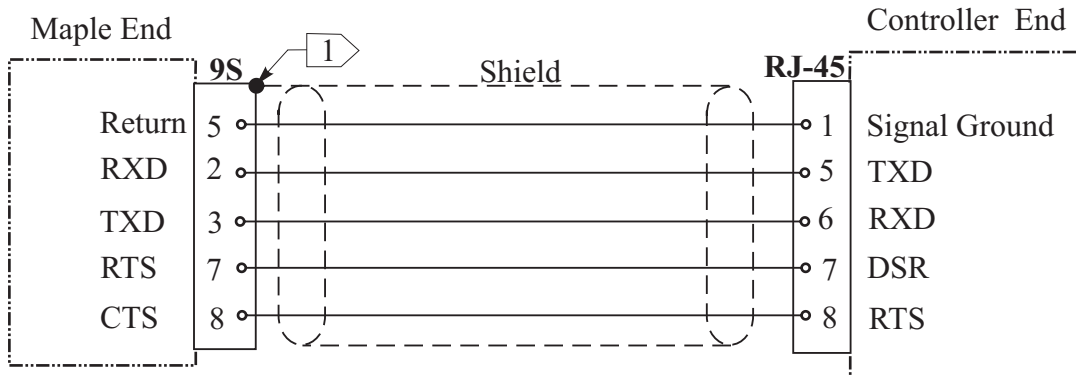 Maple End
Controller End
1
9S
Shield
RJ-45
Return 5 1 Signal Ground
RXD 2 5 TXD
TXD 3 6 RXD
RTS 7 7 DSR
CTS 8 8 RTS